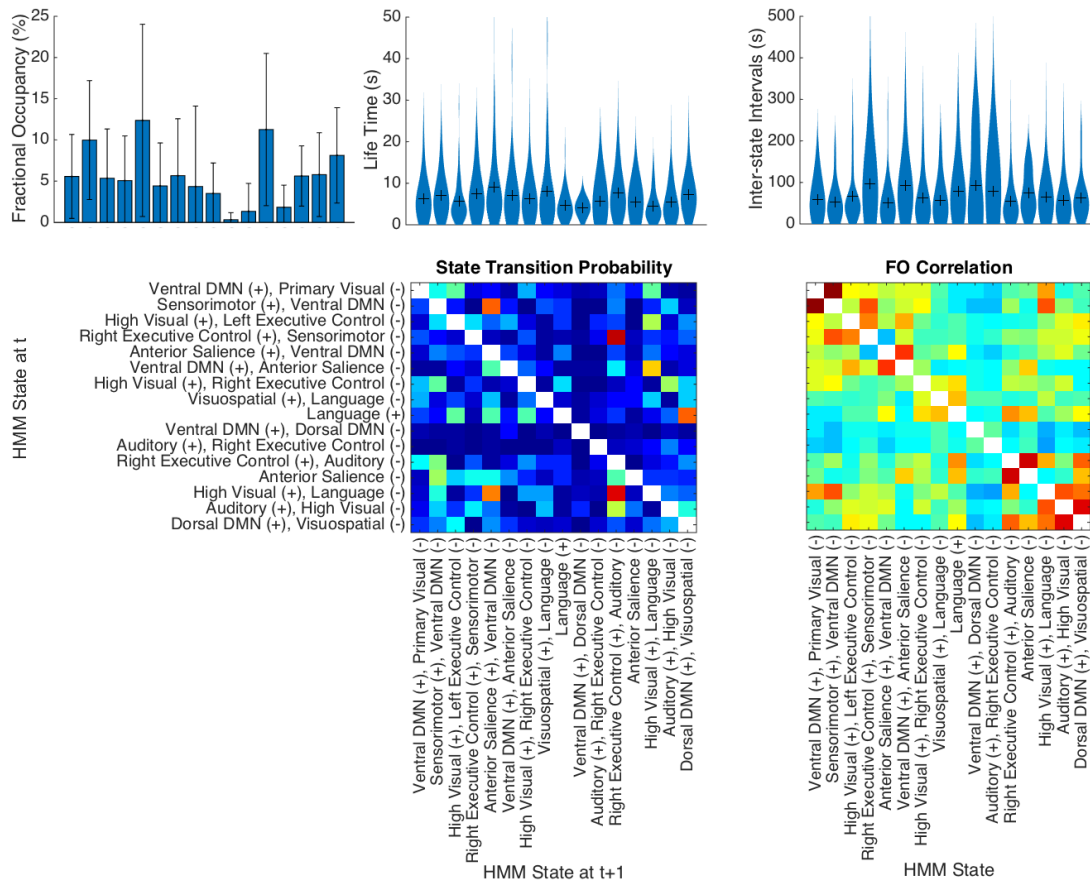 Fractional Occupancy (%)
25
20
15
10
5
0
Life Time (s)
50
40
30
20
10
0
Inter-state Intervals (s)
500
400
300
200
100
0
State Transition Probability
FO Correlation
HMM State at t
Ventral DMN (+), Primary Visual (-)
Sensorimotor (+), Ventral DMN (-)
High Visual (+), Left Executive Control (-)
Right Executive Control (+), Sensorimotor (-)
Anterior Salience (+), Ventral DMN (-)
Ventral DMN (+), Anterior Salience (-)
High Visual (+), Right Executive Control (-)
Visuospatial (+), Language (-)
Language (+)
Ventral DMN (+), Dorsal DMN (-)
Auditory (+), Right Executive Control (-)
Right Executive Control (+), Auditory (-)
Anterior Salience (-)
High Visual (+), Language (-)
Auditory (+), High Visual (-)
Dorsal DMN (+), Visuospatial (-)
Ventral DMN (+), Primary Visual (-)
Sensorimotor (+), Ventral DMN (-)
High Visual (+), Left Executive Control (-)
Right Executive Control (+), Sensorimotor (-)
Anterior Salience (+), Ventral DMN (-)
Ventral DMN (+), Anterior Salience (-)
High Visual (+), Right Executive Control (-)
Visuospatial (+), Language (-)
Language (+)
Ventral DMN (+), Dorsal DMN (-)
Auditory (+), Right Executive Control (-)
Right Executive Control (+), Auditory (-)
Anterior Salience (-)
High Visual (+), Language (-)
Auditory (+), High Visual (-)
Dorsal DMN (+), Visuospatial (-)
HMM State at t+1
Ventral DMN (+), Primary Visual (-)
Sensorimotor (+), Ventral DMN (-)
High Visual (+), Left Executive Control (-)
Right Executive Control (+), Sensorimotor (-)
Anterior Salience (+), Ventral DMN (-)
Ventral DMN (+), Anterior Salience (-)
High Visual (+), Right Executive Control (-)
Visuospatial (+), Language (-)
Language (+)
Ventral DMN (+), Dorsal DMN (-)
Auditory (+), Right Executive Control (-)
Right Executive Control (+), Auditory (-)
Anterior Salience (-)
High Visual (+), Language (-)
Auditory (+), High Visual (-)
Dorsal DMN (+), Visuospatial (-)
HMM State